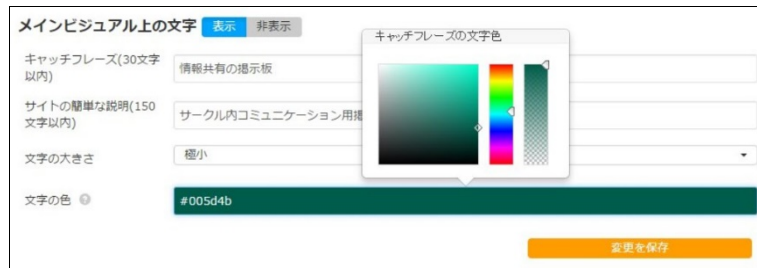 メインビジュアル上の文字 表示 非表示
キャッチフレーズの文字色
キャッチフレーズ(30文字
以内)
情報共有の掲示板
サイトの簡単な説明(150
文字以内)
サークル内コミュニケーション用掲
文字の大きさ
極小
文字の色
#005d4b
変更を保存